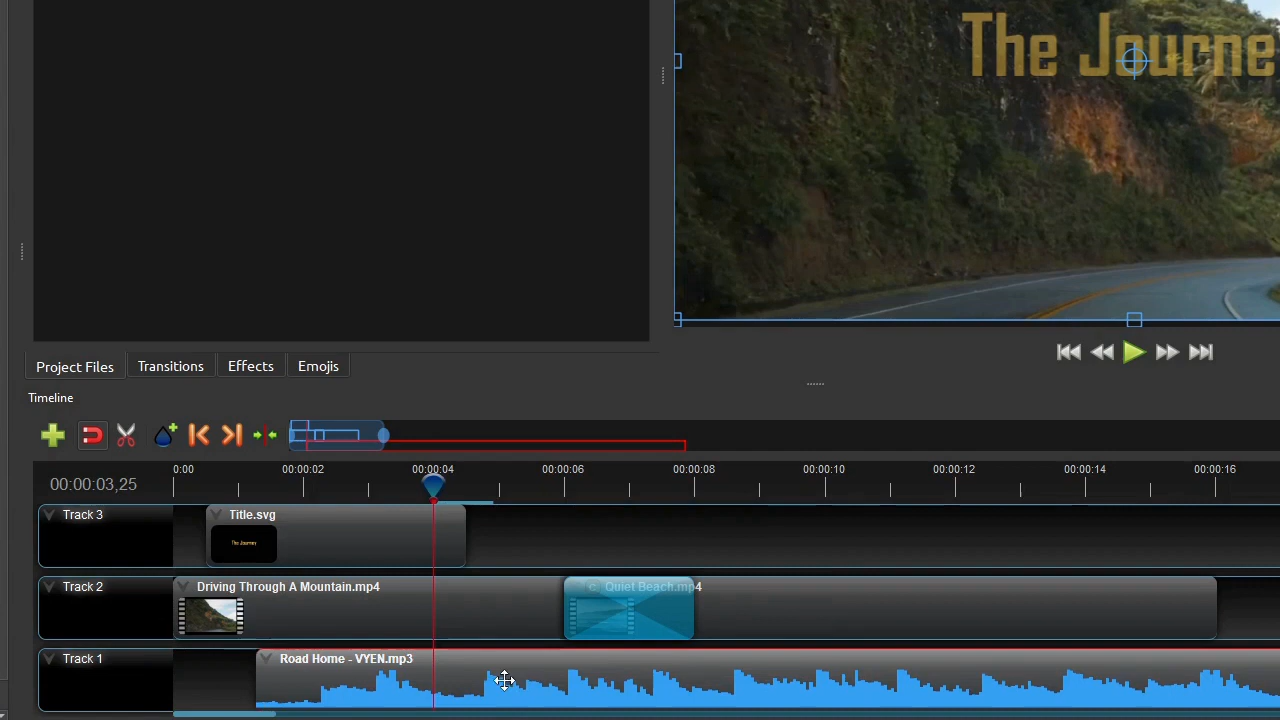 The Journe
Project Files
Transitions
Effects
Emojis
Timeline
0:00
00:00:02
00:00:04
00:00:06
00:00:08
00:00:10
00:00:12
00:00:14
00:00:16
00:00:03,25
Track 3
Title.svg
The Journey
Track 2
Driving Through A Mountain.mp4
Quiet Beach.mp4
Track 1
Road Home - VYEN.mp3